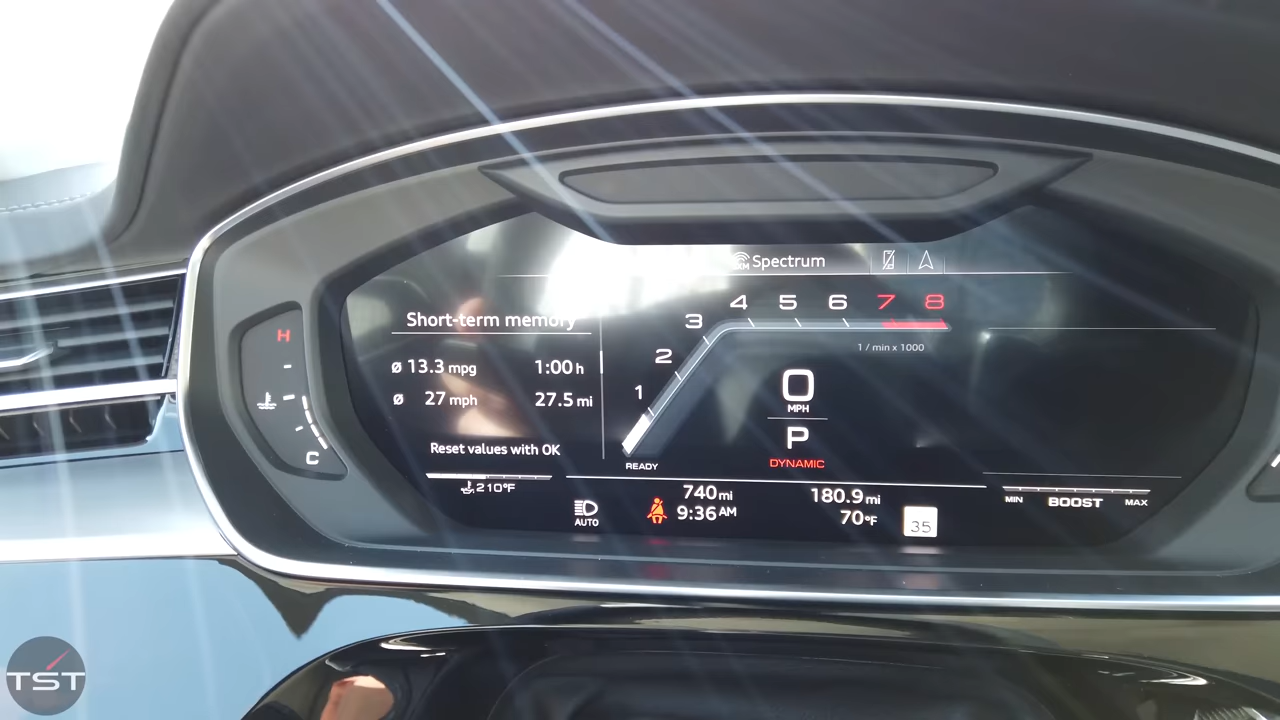 Spectrum
Short-term memory
ø 13.3 mpg 1:00 h
ø 27 mph 27.5 mi
Reset values with OK
210°F
H
C
1 2 3 4 5 6 7 8
1 / min x 1000
0
MPH
P
DYNAMIC
READY
AUTO
740 mi
9:36 AM
180.9 mi
70°F
35
MIN BOOST MAX
TST